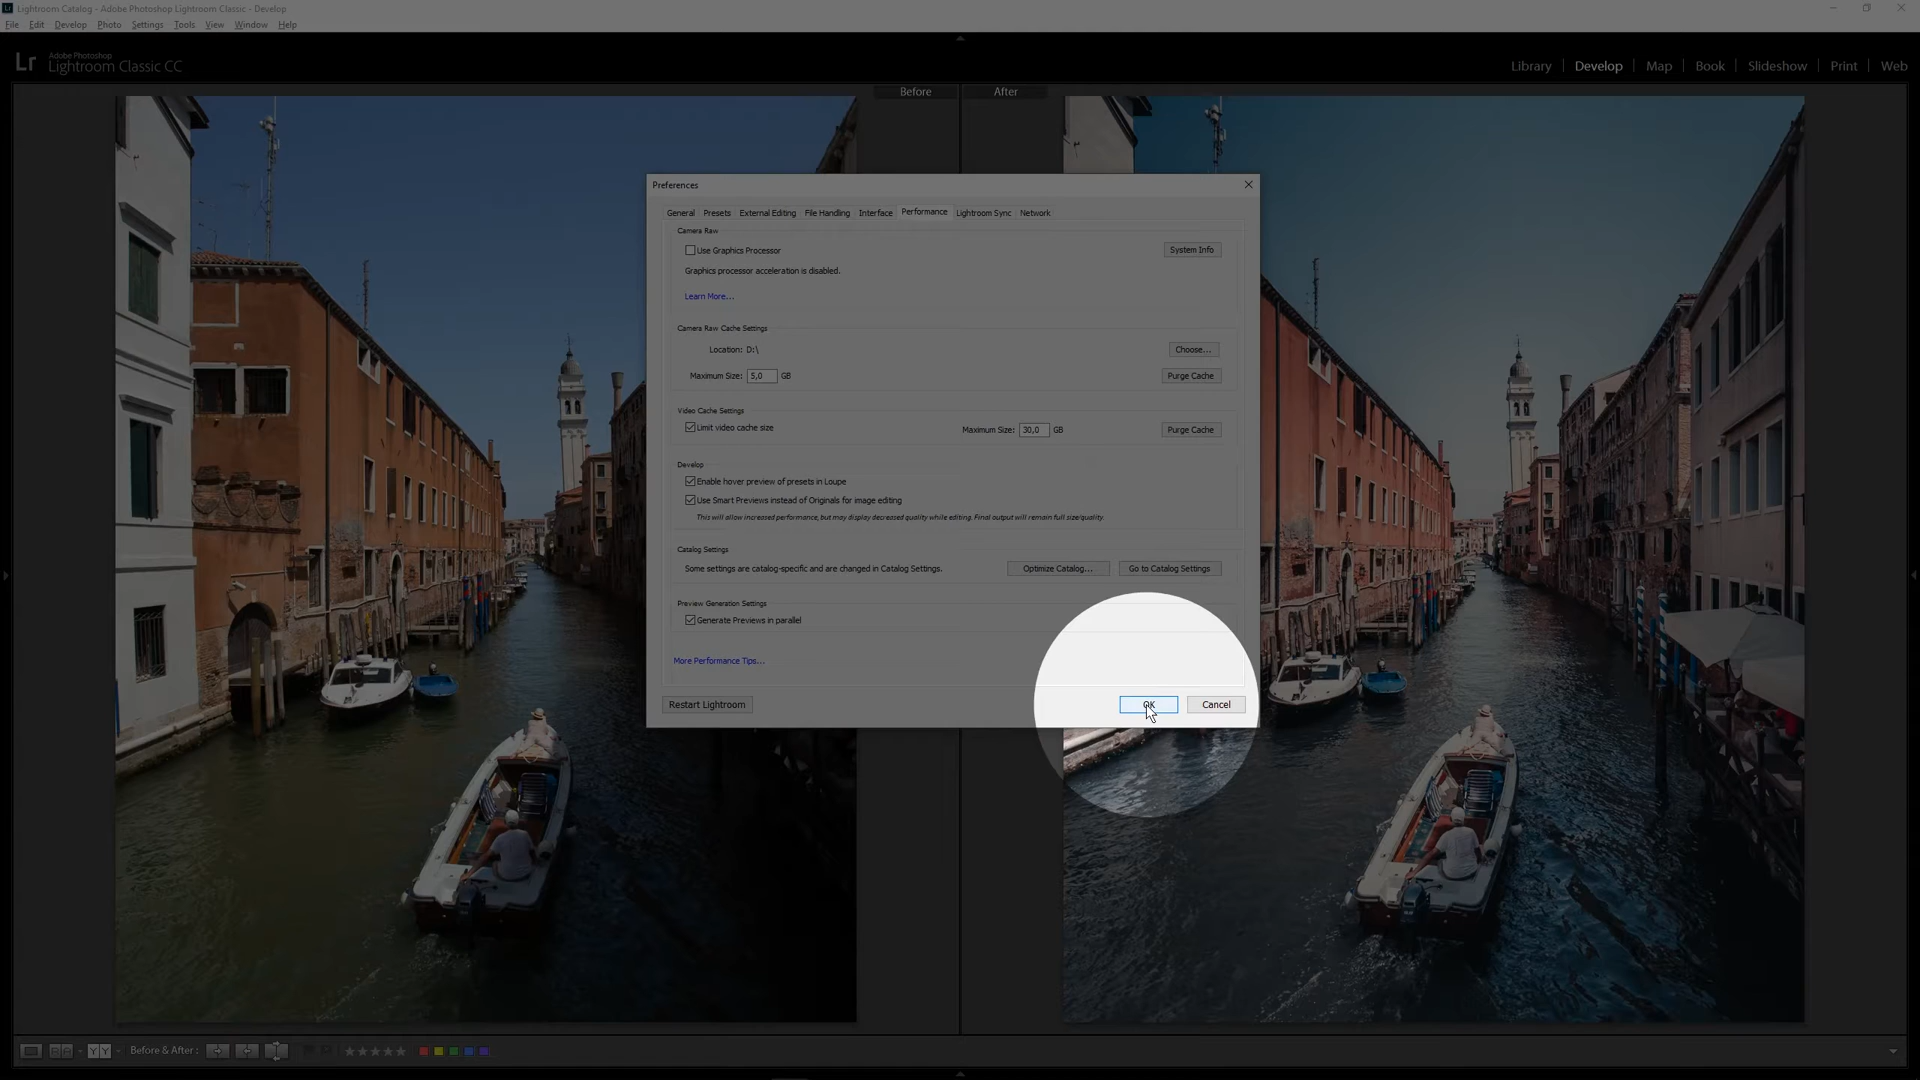 Lightroom Catalog - Adobe Photoshop Lightroom Classic - Develop
File Edit Develop Photo Settings Tools View Window Help
Lr Adobe Photoshop
Lightroom Classic CC
Library Develop Map Book Slideshow Print Web
Before After
Preferences
General Presets External Editing File Handling Interface Performance Lightroom Sync Network
Camera Raw
Use Graphics Processor System Info
Graphics processor acceleration is disabled.
Learn More...
Camera Raw Cache Settings
Location: D:\ Choose...
Maximum Size: 5,0 GB Purge Cache
Video Cache Settings
Limit video cache size Maximum Size: 30,0 GB Purge Cache
Develop
Enable hover preview of presets in Loupe
Use Smart Previews instead of Originals for image editing
This will allow increased performance, but may display decreased quality while editing. Final output will remain full size/quality.
Catalog Settings
Some settings are catalog-specific and are changed in Catalog Settings. Optimize Catalog... Go to Catalog Settings
Preview Generation Settings
Generate Previews in parallel
More Performance Tips...
Restart Lightroom OK Cancel
Y Y Before & After :